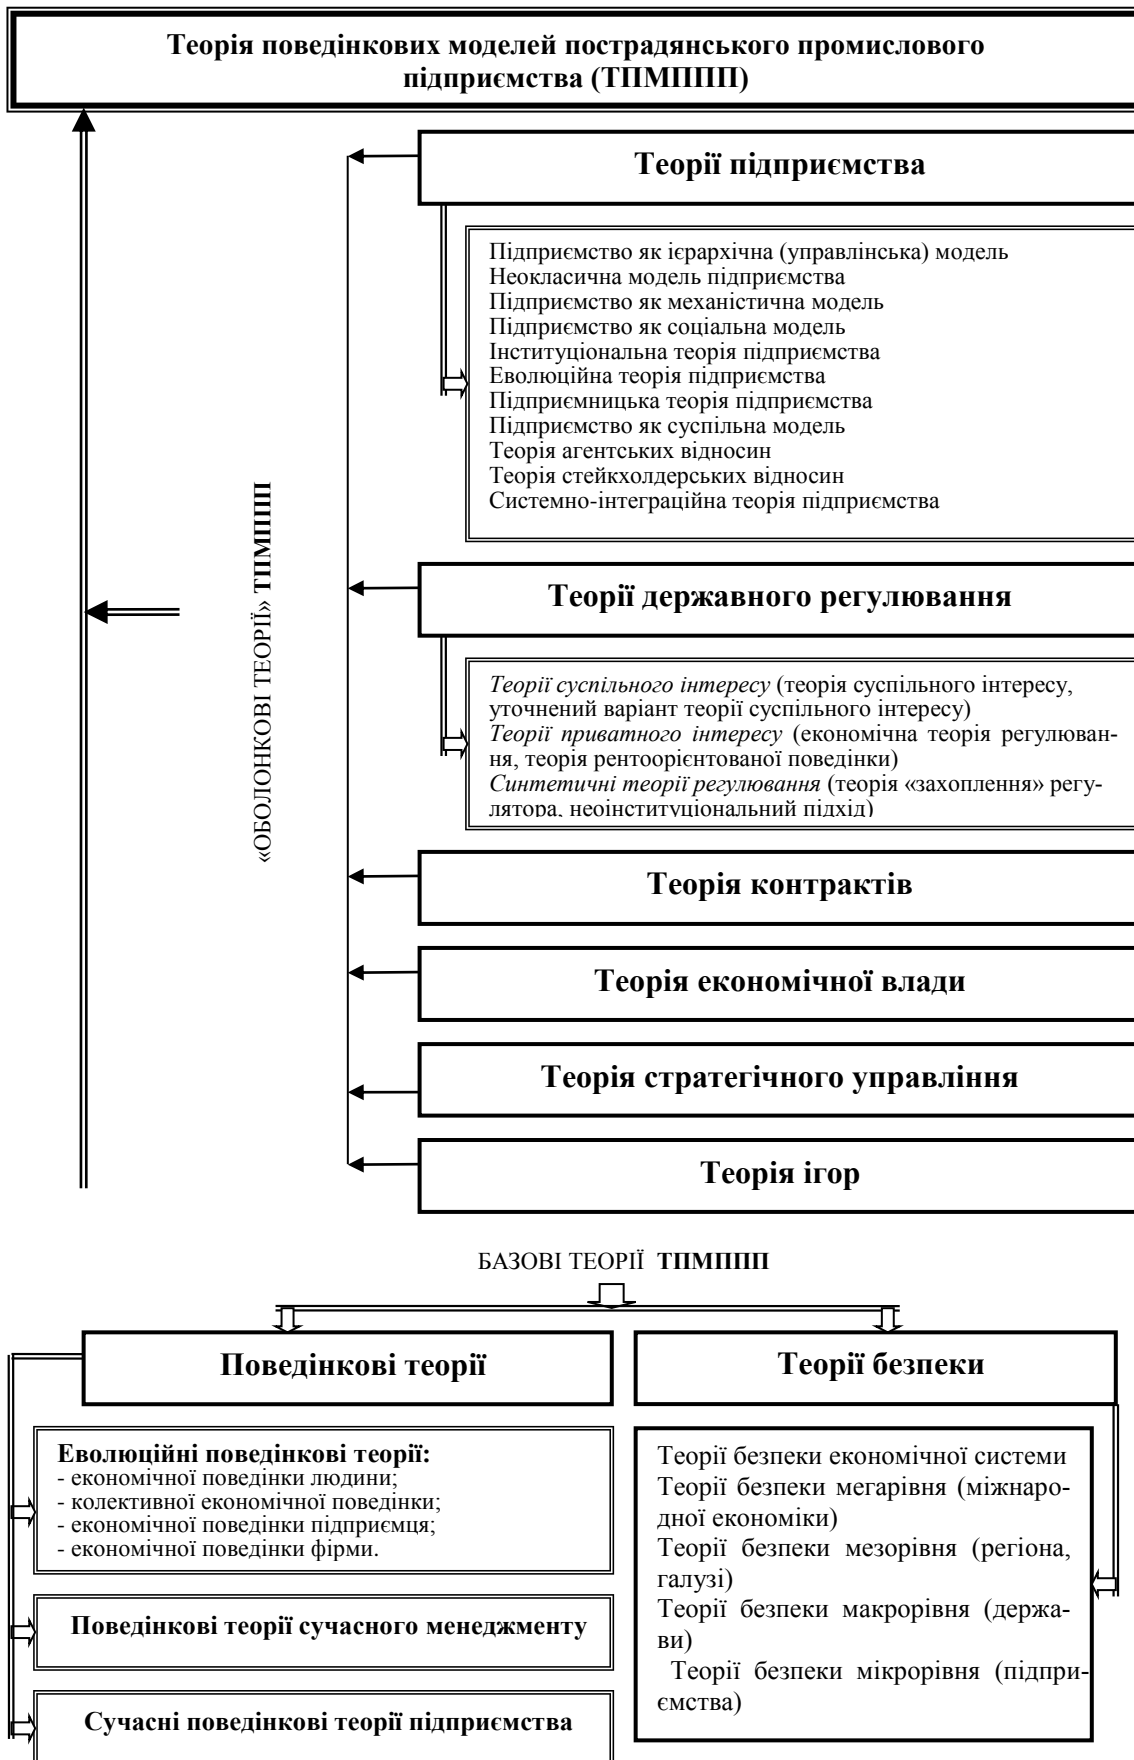 Теорія поведінкових моделей пострадянського промислового
підприємства (ТПМППП)
Теорії підприємства
Підприємство як ієрархічна (управлінська) модель
Неокласична модель підприємства
Підприємство як механістична модель
Підприємство як соціальна модель
Інституціональна теорія підприємства
Еволюційна теорія підприємства
Підприємницька теорія підприємства
Підприємство як суспільна модель
Теорія агентських відносин
Теорія стейкхолдерських відносин
Системно-інтеграційна теорія підприємства
«ОБОЛОНКОВІ ТЕОРІЇ» ТПМППП
Теорії державного регулювання
Теорії суспільного інтересу (теорія суспільного інтересу,
уточнений варіант теорії суспільного інтересу)
Теорії приватного інтересу (економічна теорія регулюван-
ня, теорія рентоорієнтованої поведінки)
Синтетичні теорії регулювання (теорія «захоплення» регу-
лятора, неоінституціональний підхід)
Теорія контрактів
Теорія економічної влади
Теорія стратегічного управління
Теорія ігор
БАЗОВІ ТЕОРІЇ ТПМППП
Поведінкові теорії
Еволюційні поведінкові теорії:
- економічної поведінки людини;
- колективної економічної поведінки;
- економічної поведінки підприємця;
- економічної поведінки фірми.
Поведінкові теорії сучасного менеджменту
Сучасні поведінкові теорії підприємства
Теорії безпеки
Теорії безпеки економічної системи
Теорії безпеки мегарівня (міжнаро-
дної економіки)
Теорії безпеки мезорівня (регіона,
галузі)
Теорії безпеки макрорівня (держа-
ви)
Теорії безпеки мікрорівня (підпри-
ємства)